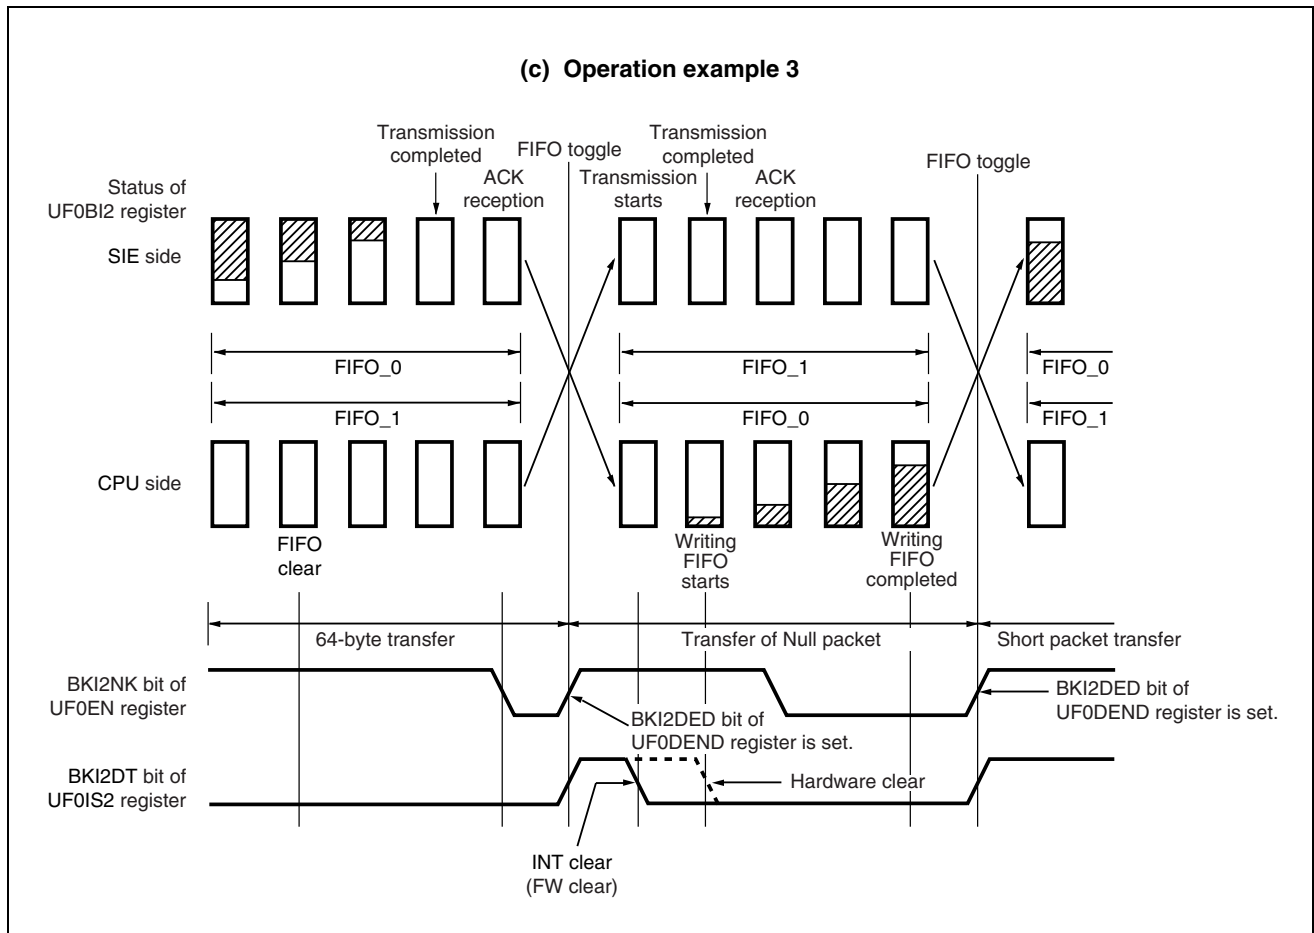 (c) Operation example 3
Transmission
completed
FIFO toggle
Transmission
completed
FIFO toggle
Status of
UF0BI2 register
ACK
reception
Transmission
starts
ACK
reception
SIE side
FIFO_0
FIFO_1
FIFO_0
FIFO_1
FIFO_0
FIFO_1
CPU side
FIFO
clear
Writing
FIFO
starts
Writing
FIFO
completed
64-byte transfer
Transfer of Null packet
Short packet transfer
BKI2NK bit of
UF0EN register
BKI2DED bit of
UF0DEND register is set.
BKI2DED bit of
UF0DEND register is set.
BKI2DT bit of
UF0IS2 register
Hardware clear
INT clear
(FW clear)